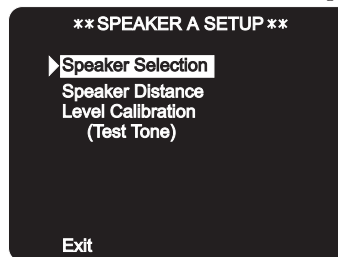 **SPEAKER A SETUP**
Speaker Selection
Speaker Distance
Level Calibration
(Test Tone)
Exit